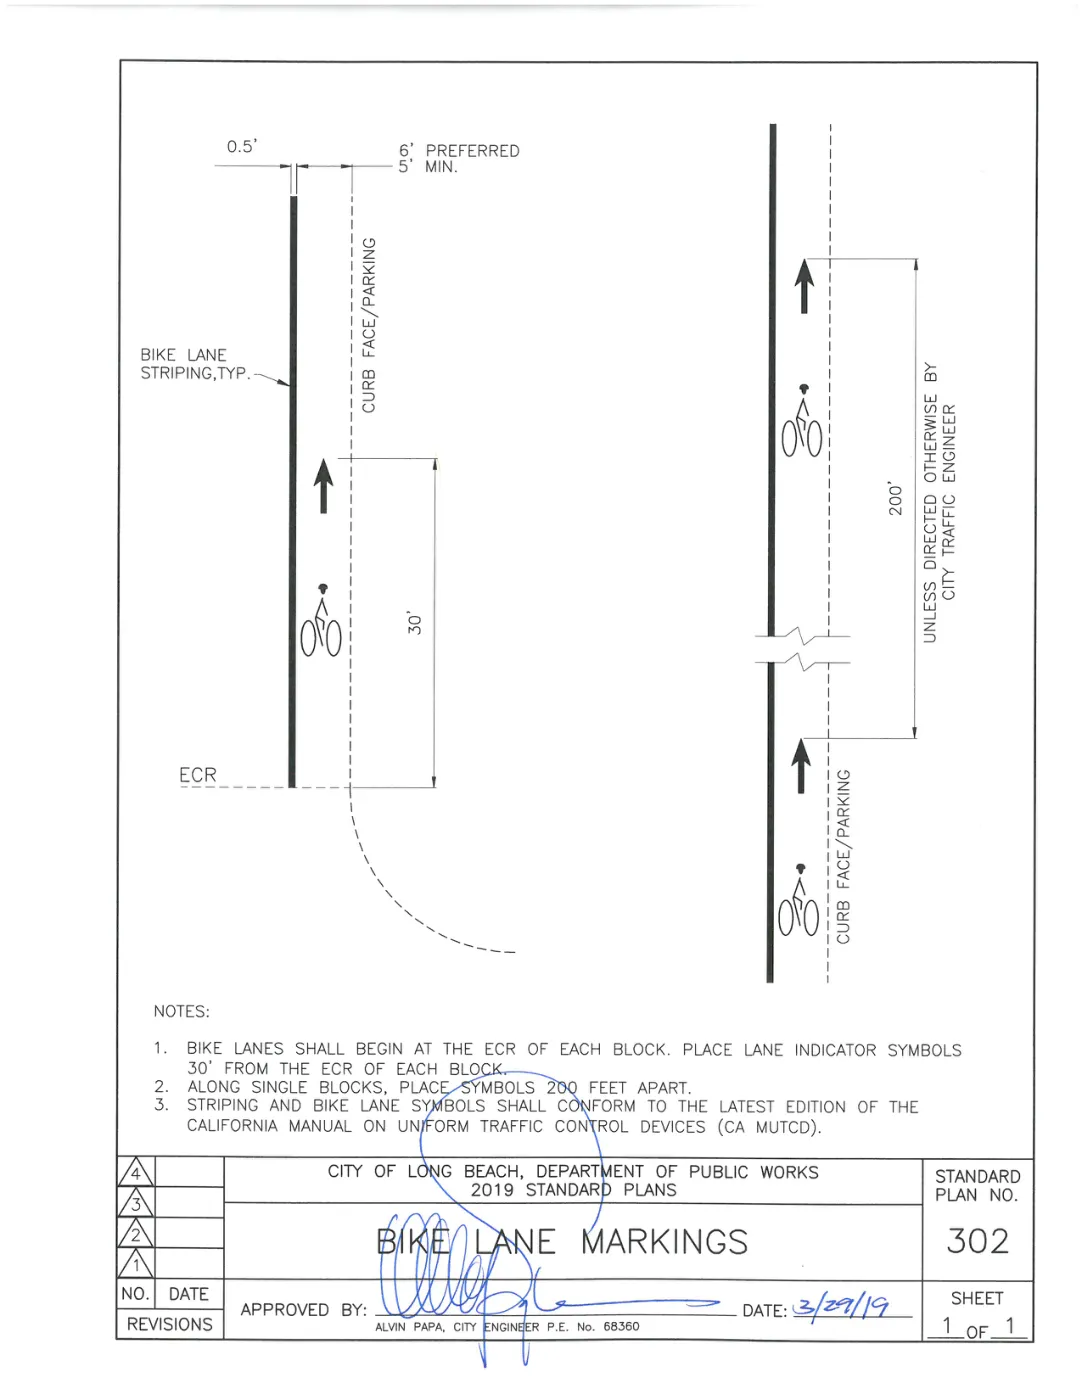 0.5'
6' PREFERRED
5' MIN.
CURB FACE/PARKING
BIKE LANE
STRIPING,TYP.
30'
ECR
200'
UNLESS DIRECTED OTHERWISE BY
CITY TRAFFIC ENGINEER
CURB FACE/PARKING
NOTES:
1. BIKE LANES SHALL BEGIN AT THE ECR OF EACH BLOCK. PLACE LANE INDICATOR SYMBOLS
30' FROM THE ECR OF EACH BLOCK.
2. ALONG SINGLE BLOCKS, PLACE SYMBOLS 200 FEET APART.
3. STRIPING AND BIKE LANE SYMBOLS SHALL CONFORM TO THE LATEST EDITION OF THE
CALIFORNIA MANUAL ON UNIFORM TRAFFIC CONTROL DEVICES (CA MUTCD).
4
3
2
1
NO. DATE
REVISIONS
CITY OF LONG BEACH, DEPARTMENT OF PUBLIC WORKS
2019 STANDARD PLANS
BIKE LANE MARKINGS
APPROVED BY:
DATE: 3/29/19
ALVIN PAPA, CITY ENGINEER P.E. No. 68360
STANDARD
PLAN NO.
302
SHEET
1 OF 1